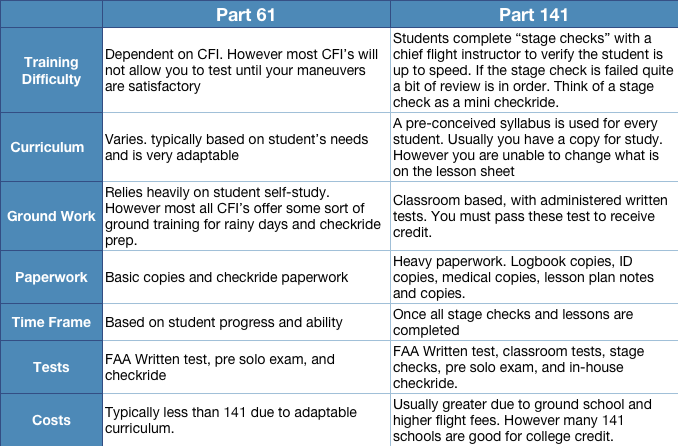 Part 61
Part 141
Training
Difficulty
Dependent on CFI. However most CFI's will
not allow you to test until your maneuvers
are satisfactory
Students complete “stage checks” with a
chief flight instructor to verify the student is
up to speed. If the stage check is failed quite
a bit of review is in order. Think of a stage
check as a mini checkride.
Curriculum
Varies. typically based on student's needs
and is very adaptable
A pre-conceived syllabus is used for every
student. Usually you have a copy for study.
However you are unable to change what is
on the lesson sheet
Ground Work
Relies heavily on student self-study.
However most all CFI's offer some sort of
ground training for rainy days and checkride
prep.
Classroom based, with administered written
tests. You must pass these test to receive
credit.
Paperwork
Basic copies and checkride paperwork
Heavy paperwork. Logbook copies, ID
copies, medical copies, lesson plan notes
and copies.
Time Frame
Based on student progress and ability
Once all stage checks and lessons are
completed
Tests
FAA Written test, pre solo exam, and
checkride
FAA Written test, classroom tests, stage
checks, pre solo exam, and in-house
checkride.
Costs
Typically less than 141 due to adaptable
curriculum.
Usually greater due to ground school and
higher flight fees. However many 141
schools are good for college credit.